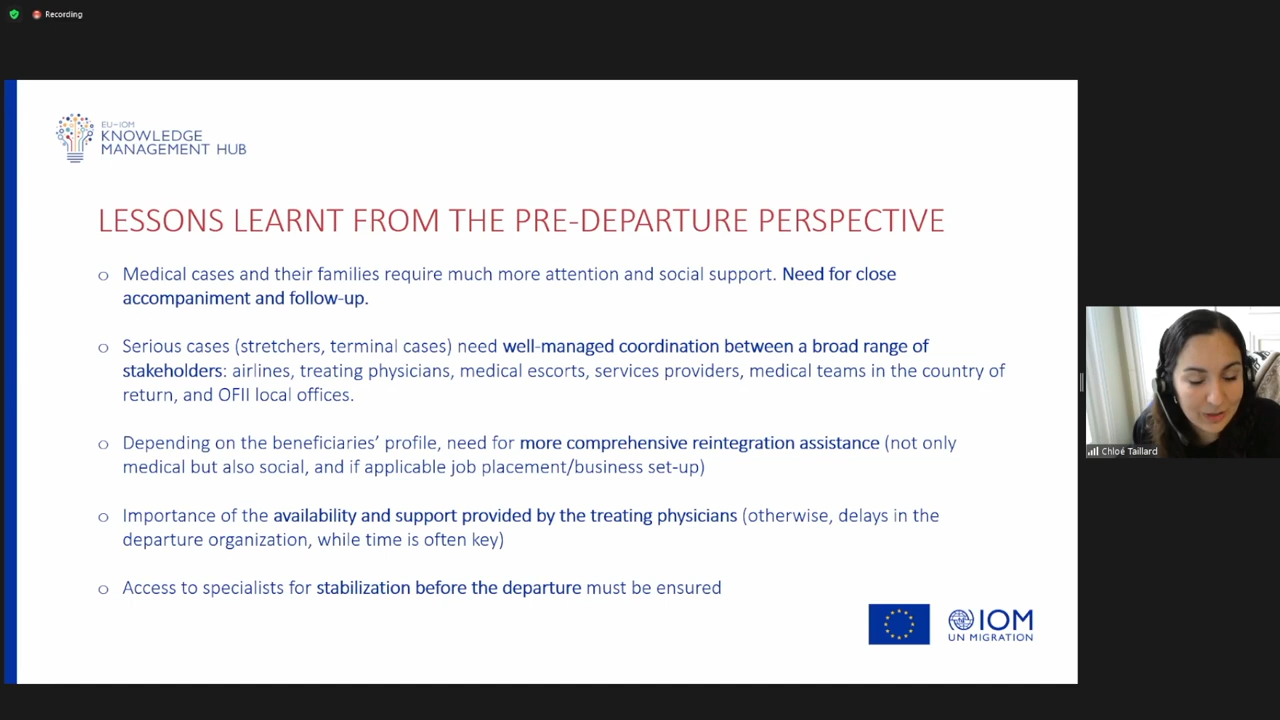 Recording
EU–IOM
KNOWLEDGE
MANAGEMENT HUB
LESSONS LEARNT FROM THE PRE-DEPARTURE PERSPECTIVE
o Medical cases and their families require much more attention and social support. Need for close
accompaniment and follow-up.
o Serious cases (stretchers, terminal cases) need well-managed coordination between a broad range of
stakeholders: airlines, treating physicians, medical escorts, services providers, medical teams in the country of
return, and OFII local offices.
o Depending on the beneficiaries’ profile, need for more comprehensive reintegration assistance (not only
medical but also social, and if applicable job placement/business set-up)
o Importance of the availability and support provided by the treating physicians (otherwise, delays in the
departure organization, while time is often key)
o Access to specialists for stabilization before the departure must be ensured
IOM
UN MIGRATION
Chloé Taillard